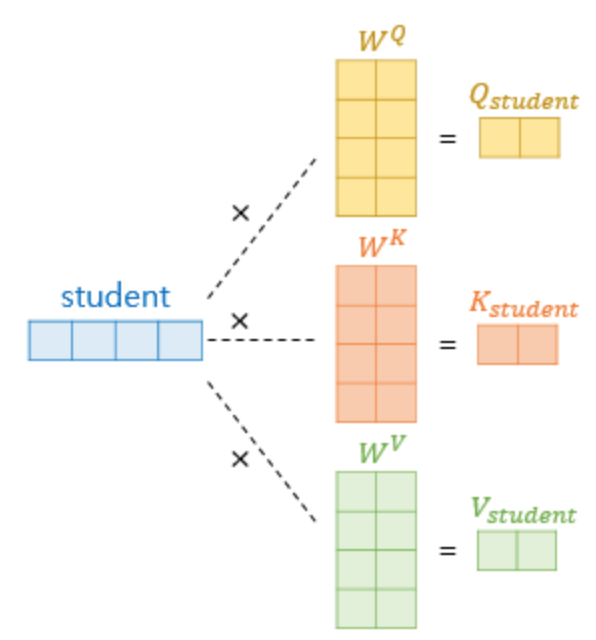 W^Q
Q_student
×
=
W^K
student
K_student
×
=
W^V
×
V_student
=